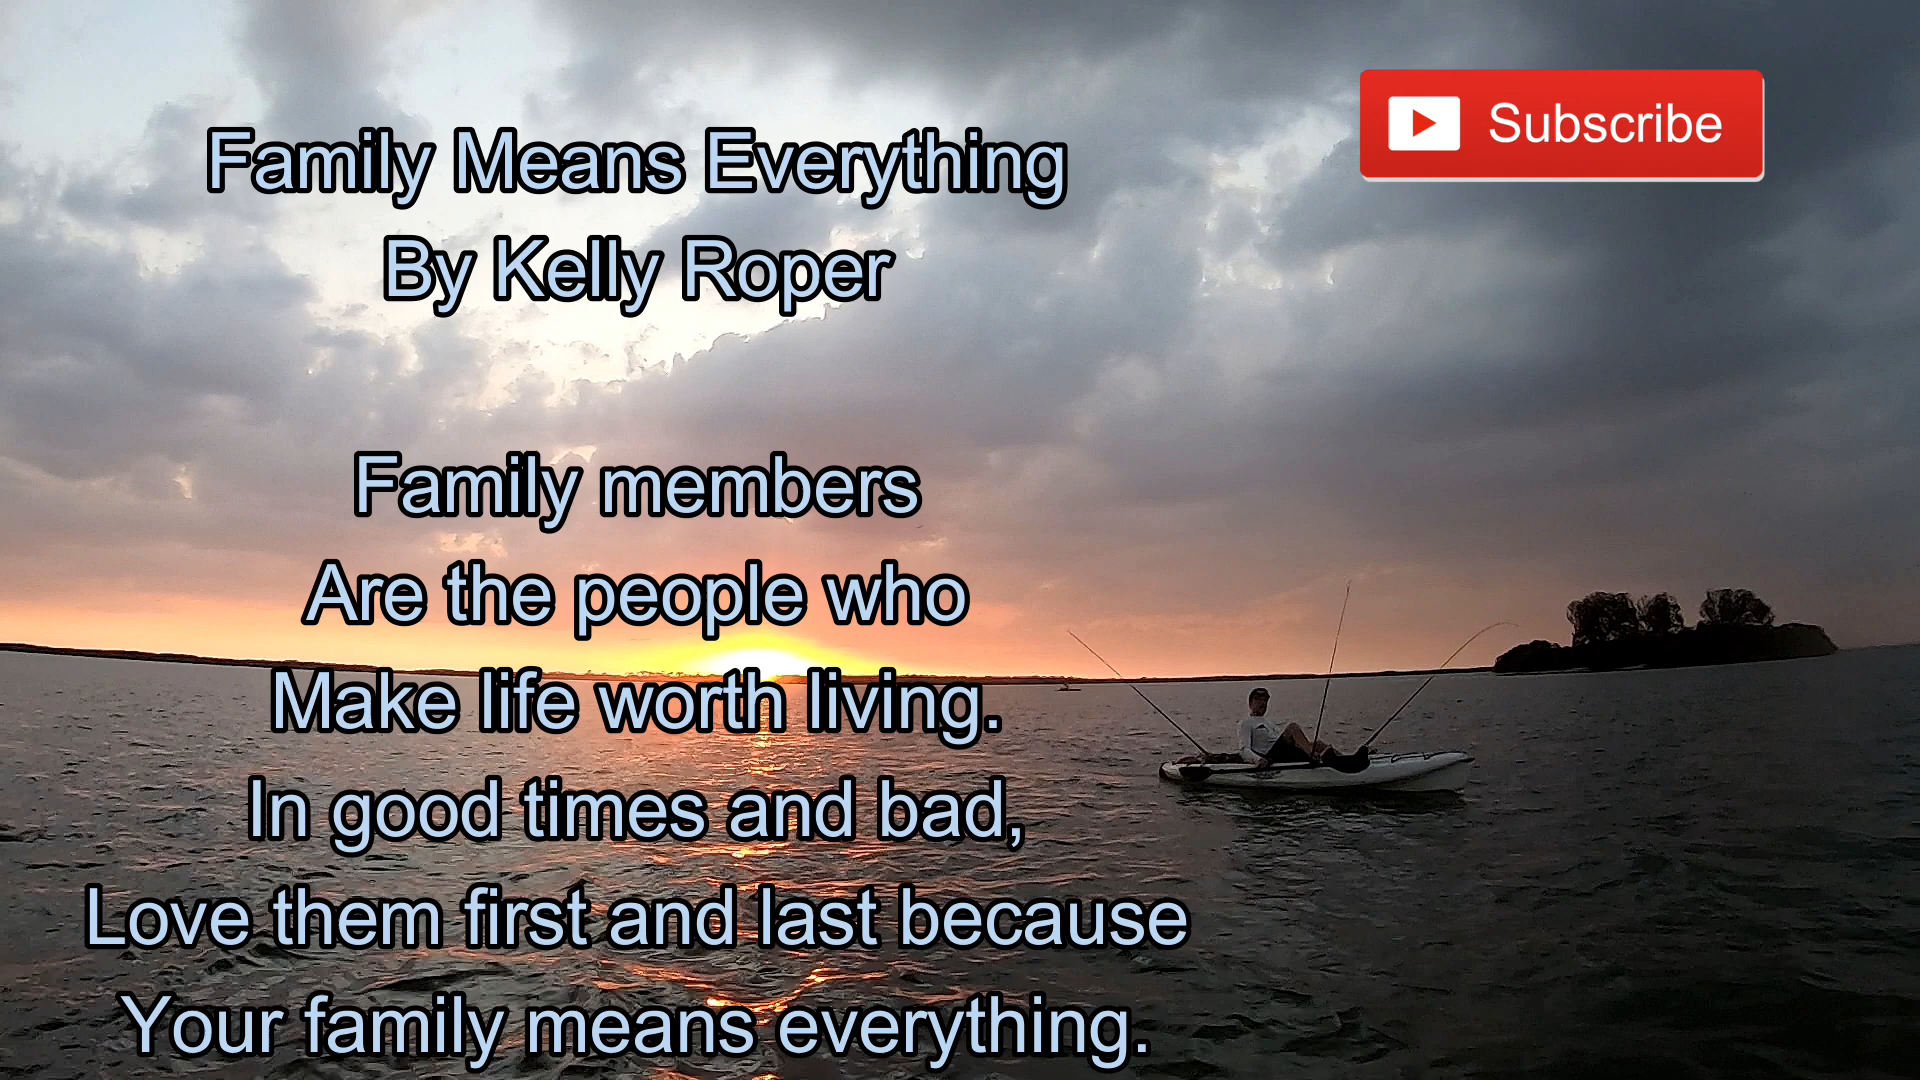 Subscribe
Family Means Everything
By Kelly Roper
Family members
Are the people who
Make life worth living.
In good times and bad,
Love them first and last because
Your family means everything.